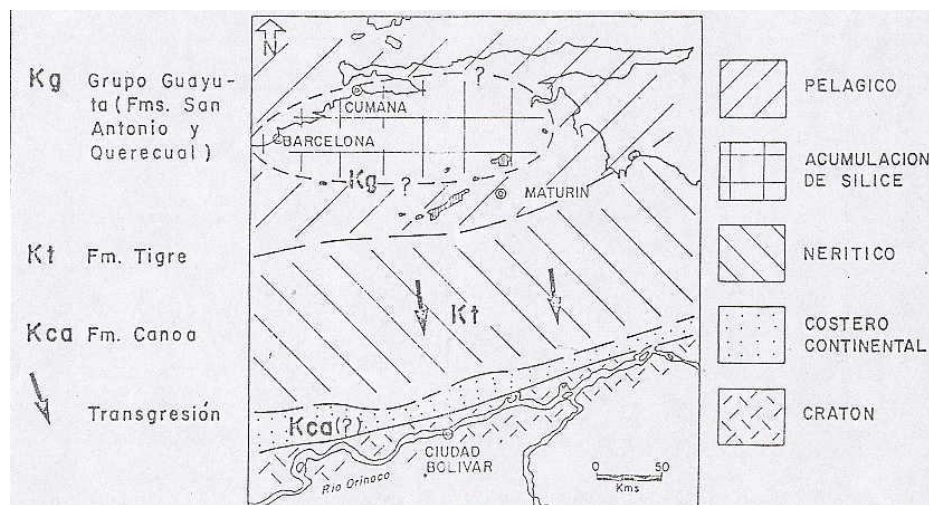 Kg Grupo Guayu-
ta (Fms. San
Antonio y
Querecual)
Kt Fm. Tigre
Kca Fm. Canoa
Transgresión
N
?
CUMANA
BARCELONA
Kg ?
MATURIN
Kt
Kca(?)
CIUDAD
BOLIVAR
Rio Orinoco
0 50
Kms
PELAGICO
ACUMULACION
DE SILICE
NERITICO
COSTERO
CONTINENTAL
CRATON